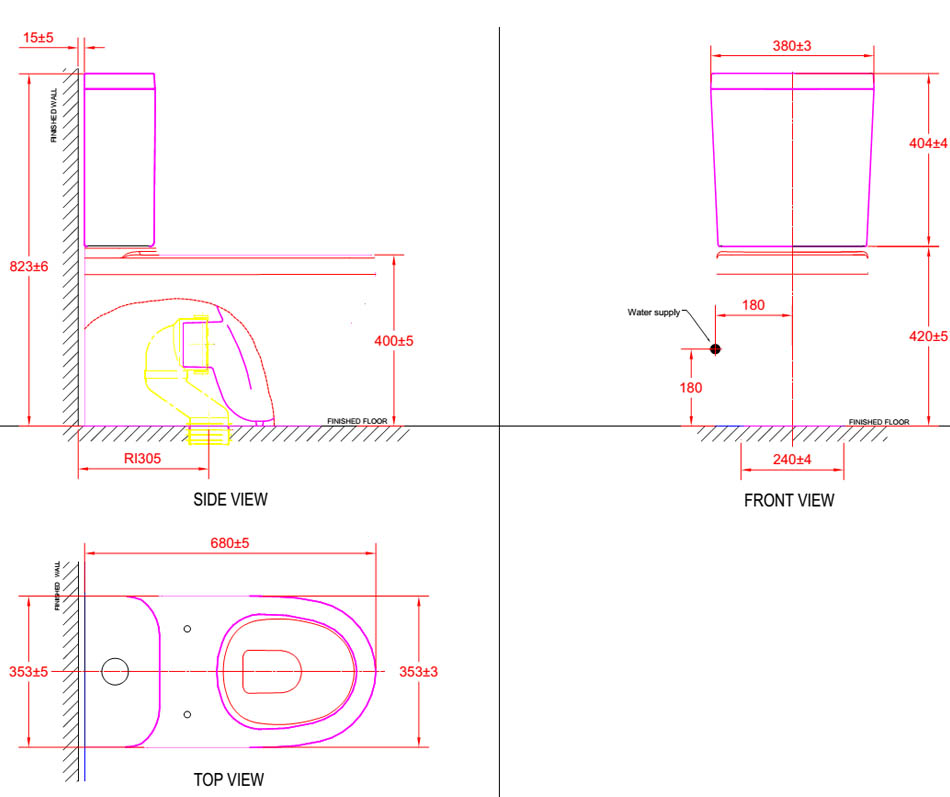 15±5
FINISHED WALL
823±6
400±5
FINISHED FLOOR
RI305
SIDE VIEW
380±3
404±4
Water supply
180
420±5
180
FINISHED FLOOR
240±4
FRONT VIEW
680±5
FINISHED WALL
353±5
353±3
TOP VIEW